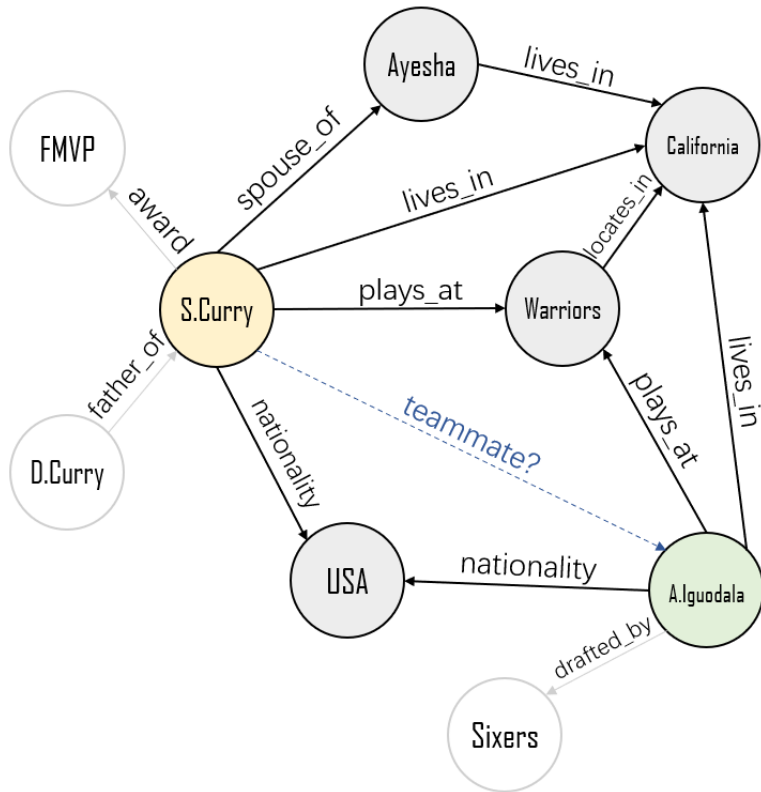 Ayesha
lives_in
FMVP
spouse_of
California
award
lives_in
locates_in
S.Curry
plays_at
Warriors
father_of
lives_in
nationality
teammate?
plays_at
D.Curry
USA
nationality
A.Iguodala
drafted_by
Sixers